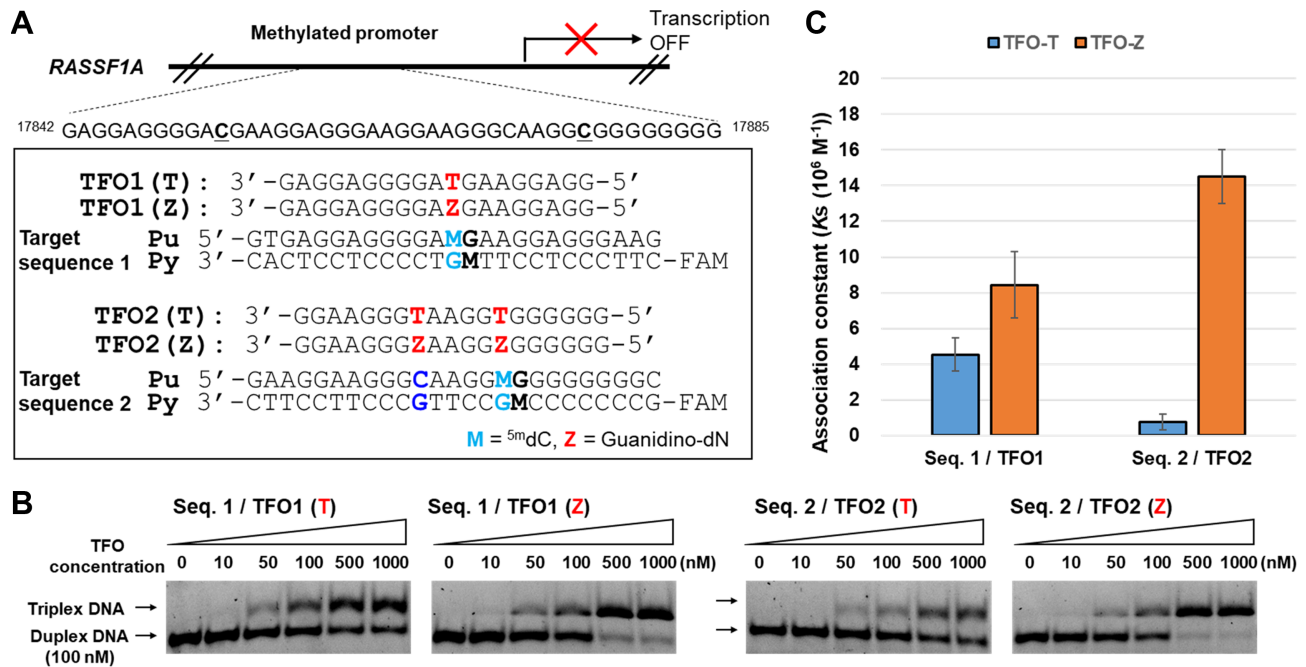 A
Methylated promoter
Transcription
OFF
RASSF1A
17842 GAGGAGGGGACGAAGGAGGGAAGGAAGGGCAAGGCGGGGGGGGG 17885
TFO1 (T) : 3′-GAGGAGGGGATGAAGGAGG-5′
TFO1 (Z) : 3′-GAGGAGGGGAZGAAGGAGG-5′
Target Pu 5′-GTGAGGAGGGGAMGAAGGAGGGAAG
sequence 1 Py 3′-CACTCCTCCCCTGMTTCCTCCCTTC-FAM
TFO2 (T) : 3′-GGAAGGGTAAGGTGGGGGG-5′
TFO2 (Z) : 3′-GGAAGGGZAAGGZGGGGGG-5′
Target Pu 5′-GAAGGAAGGGCAAGGMGGGGGGGGC
sequence 2 Py 3′-CTTCCTTCCCGTTCCGMCCCCCCCG-FAM
M = 5mdC, Z = Guanidino-dN
B
Seq. 1 / TFO1 (T)
Seq. 1 / TFO1 (Z)
Seq. 2 / TFO2 (T)
Seq. 2 / TFO2 (Z)
TFO
concentration
0 10 50 100 500 1000
0 10 50 100 500 1000 (nM)
0 10 50 100 500 1000
0 10 50 100 500 1000 (nM)
Triplex DNA
Duplex DNA
(100 nM)
C
TFO-T TFO-Z
Association constant (Ks (10⁶ M⁻¹))
20
18
16
14
12
10
8
6
4
2
0
Seq. 1 / TFO1
Seq. 2 / TFO2